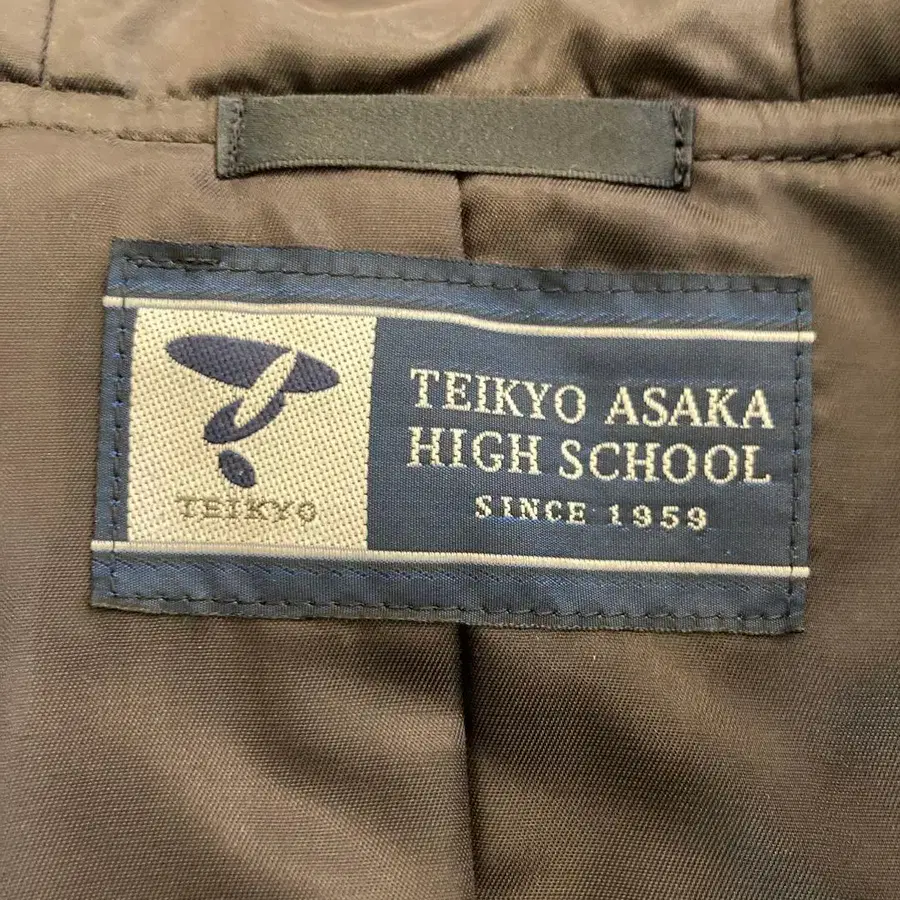 TEIKYO
TEIKYO ASAKA
HIGH SCHOOL
SINCE 1959